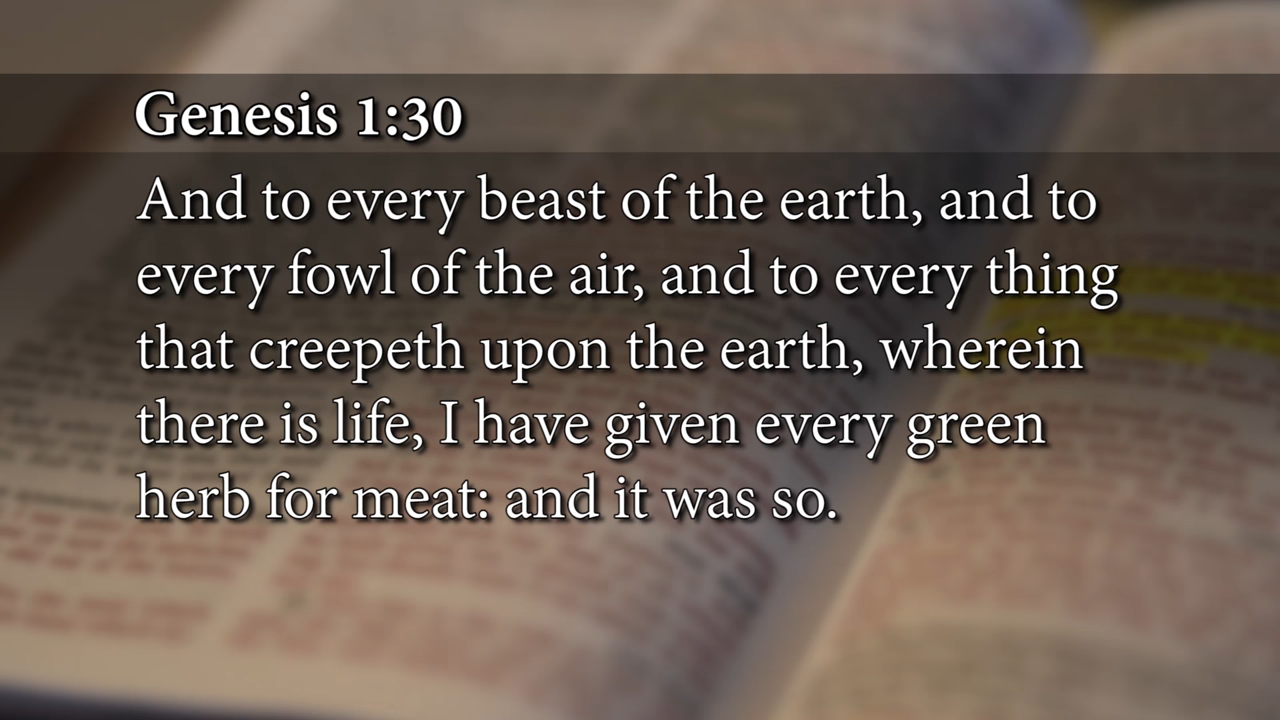 Genesis 1:30
And to every beast of the earth, and to
every fowl of the air, and to every thing
that creepeth upon the earth, wherein
there is life, I have given every green
herb for meat: and it was so.